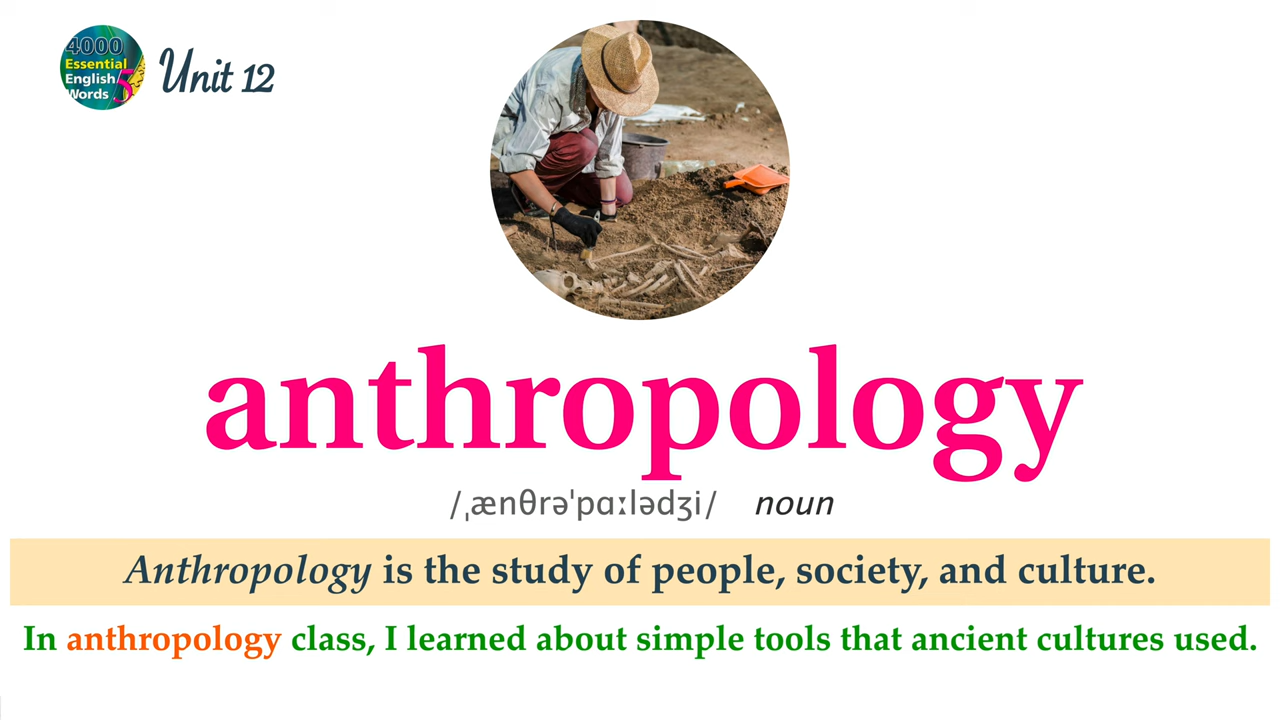 4000
Essential
English
Words 5
Unit 12
anthropology
/ˌænθrəˈpɑːlədʒi/ noun
Anthropology is the study of people, society, and culture.
In anthropology class, I learned about simple tools that ancient cultures used.